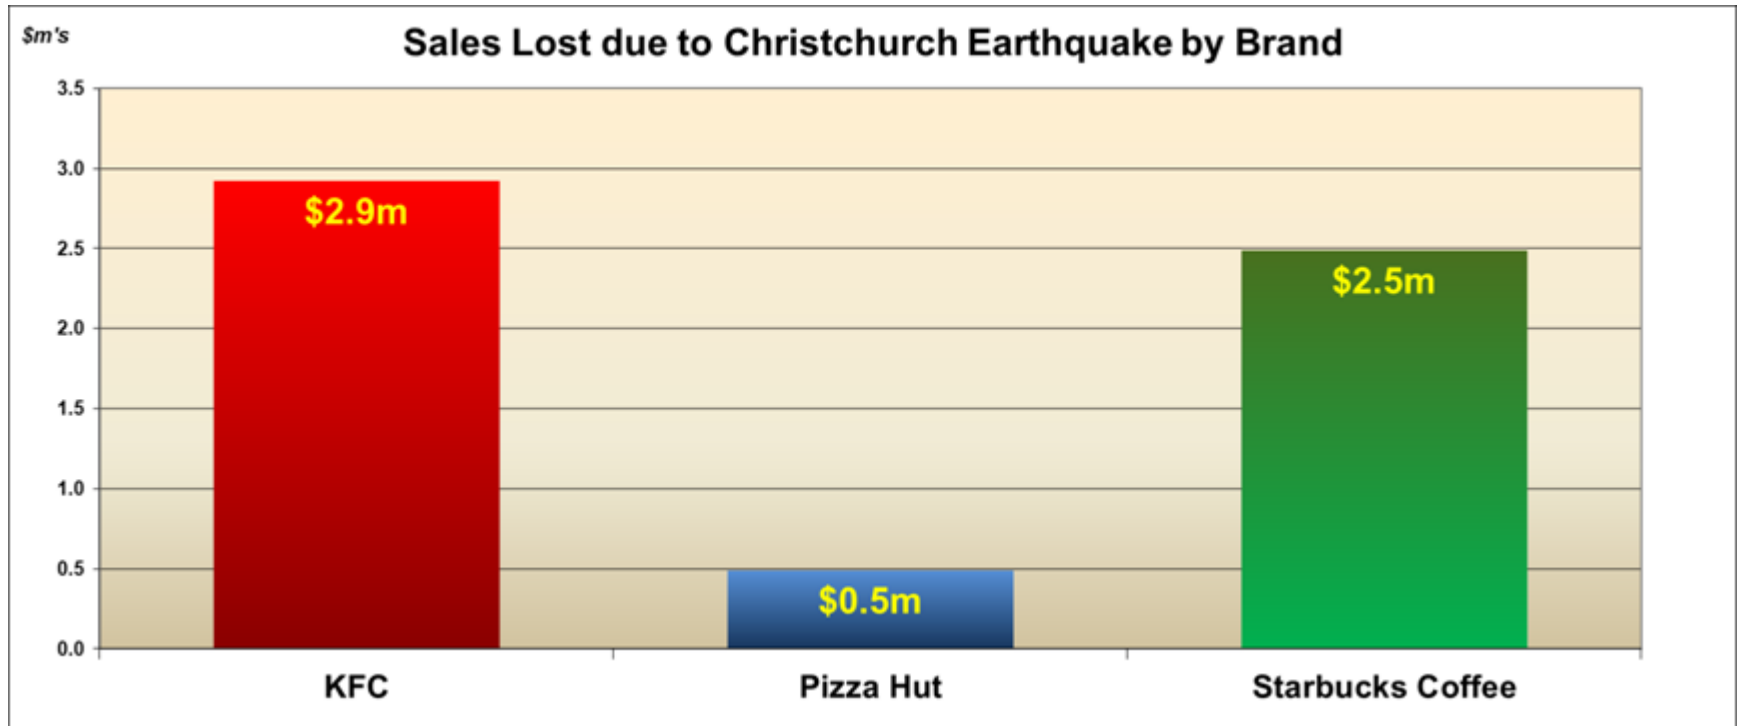 $m's
Sales Lost due to Christchurch Earthquake by Brand
3.5
3.0
2.5
2.0
1.5
1.0
0.5
0.0
$2.9m
$0.5m
$2.5m
KFC
Pizza Hut
Starbucks Coffee